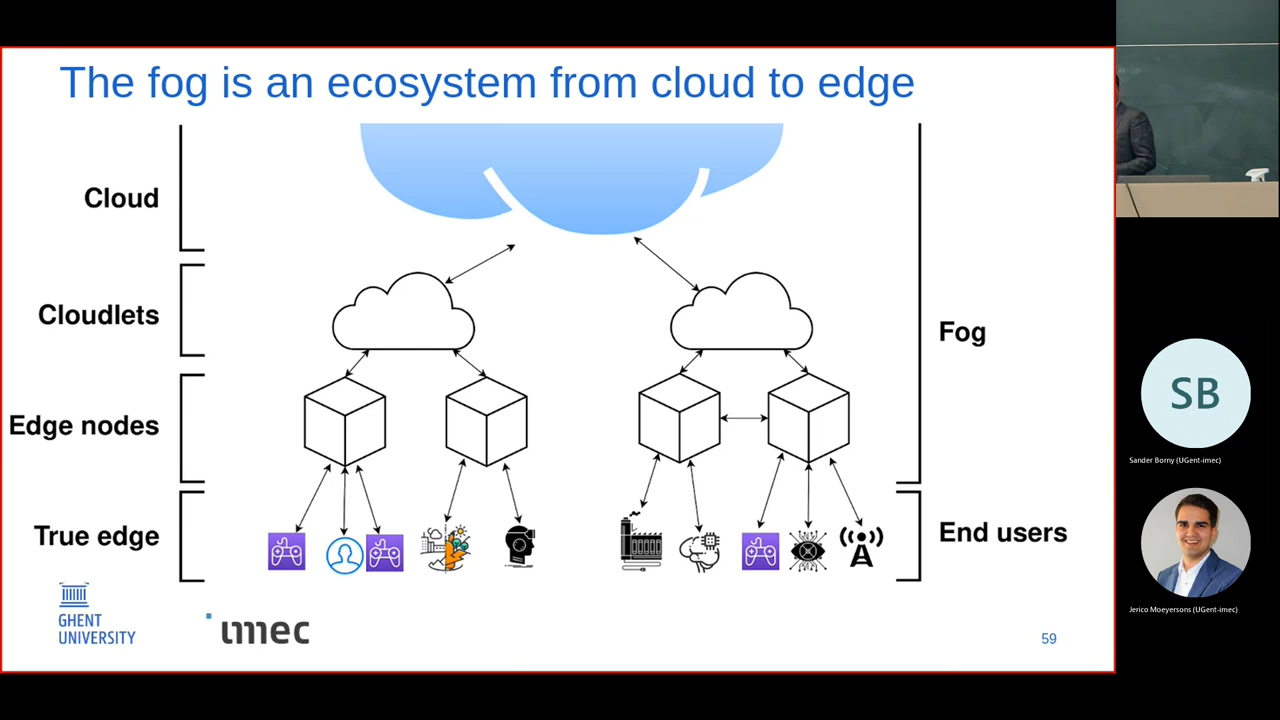 The fog is an ecosystem from cloud to edge
Cloud
Cloudlets
Edge nodes
True edge
Fog
End users
GHENT
UNIVERSITY
imec
59
SB
Sander Borny (UGent-imec)
Jerico Moeyersons (UGent-imec)